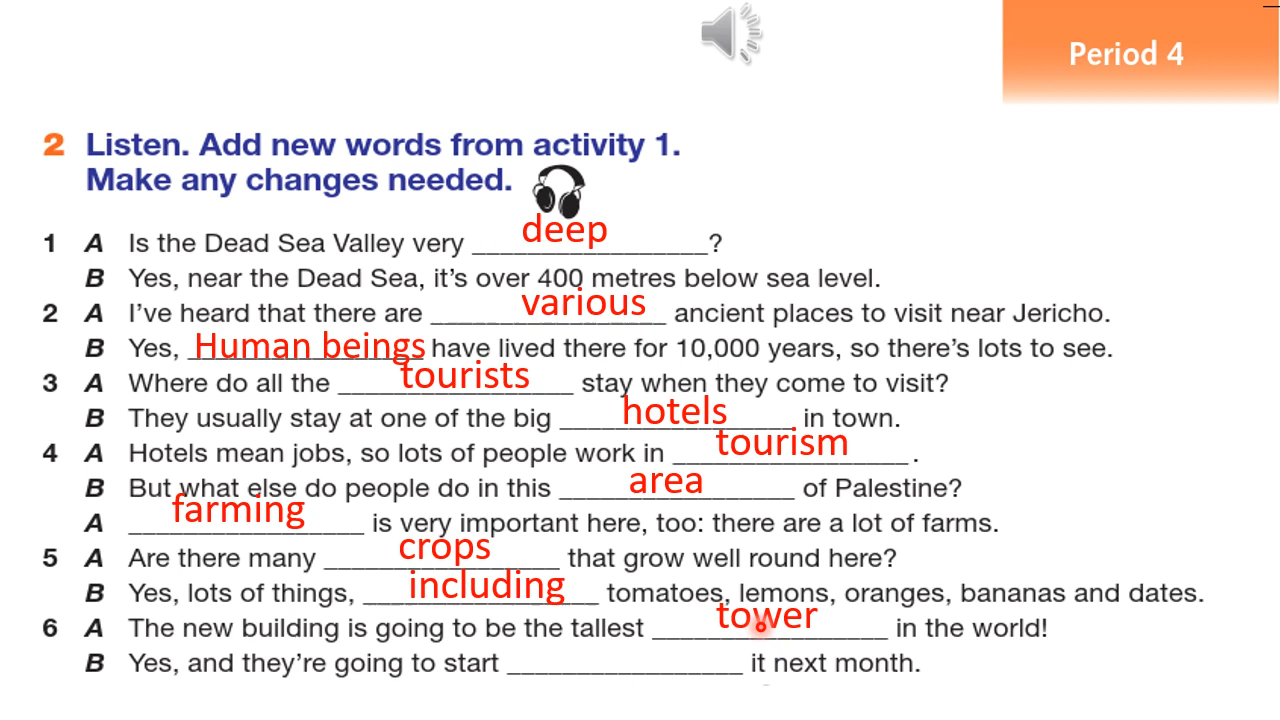 Period 4
2 Listen. Add new words from activity 1.
Make any changes needed.
1 A Is the Dead Sea Valley very deep?
B Yes, near the Dead Sea, it's over 400 metres below sea level.
2 A I've heard that there are various ancient places to visit near Jericho.
B Yes, Human beings have lived there for 10,000 years, so there's lots to see.
3 A Where do all the tourists stay when they come to visit?
B They usually stay at one of the big hotels in town.
4 A Hotels mean jobs, so lots of people work in tourism.
B But what else do people do in this area of Palestine?
A farming is very important here, too: there are a lot of farms.
5 A Are there many crops that grow well round here?
B Yes, lots of things, including tomatoes, lemons, oranges, bananas and dates.
6 A The new building is going to be the tallest tower in the world!
B Yes, and they're going to start _________________ it next month.